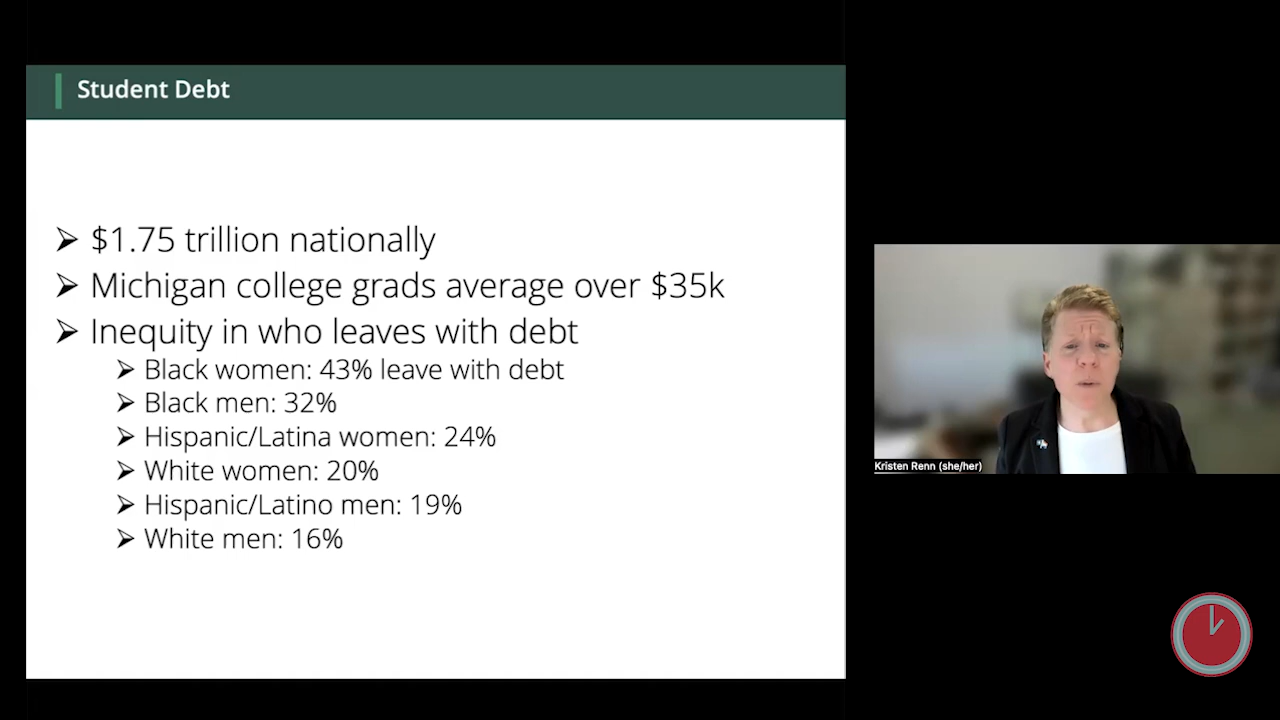 Student Debt
$1.75 trillion nationally
Michigan college grads average over $35k
Inequity in who leaves with debt
Black women: 43% leave with debt
Black men: 32%
Hispanic/Latina women: 24%
White women: 20%
Hispanic/Latino men: 19%
White men: 16%
Kristen Renn (she/her)